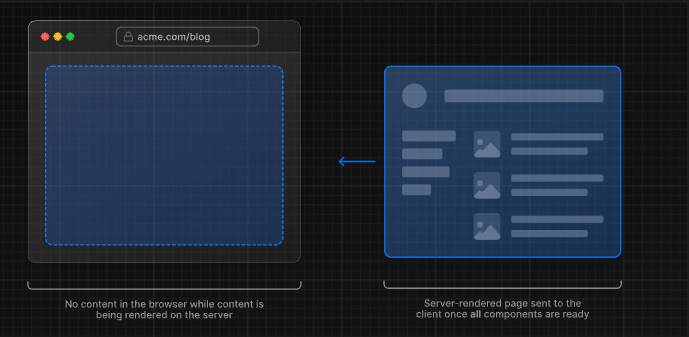 acme.com/blog
No content in the browser while content is
being rendered on the server
Server-rendered page sent to the
client once all components are ready